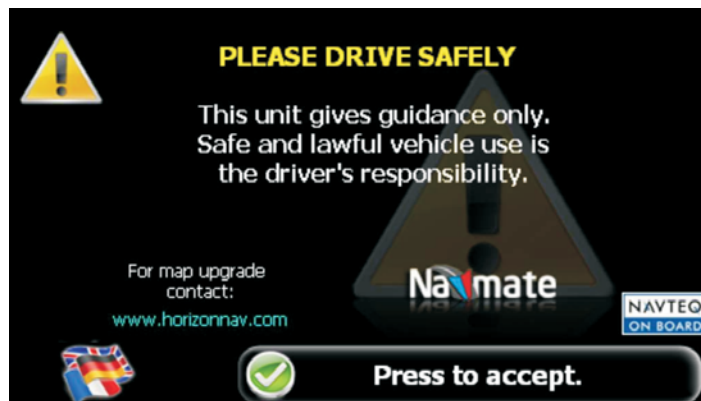 PLEASE DRIVE SAFELY
This unit gives guidance only.
Safe and lawful vehicle use is
the driver's responsibility.
For map upgrade
contact:
www.horizonnav.com
Navmate
NAVTEQ
ON BOARD
Press to accept.